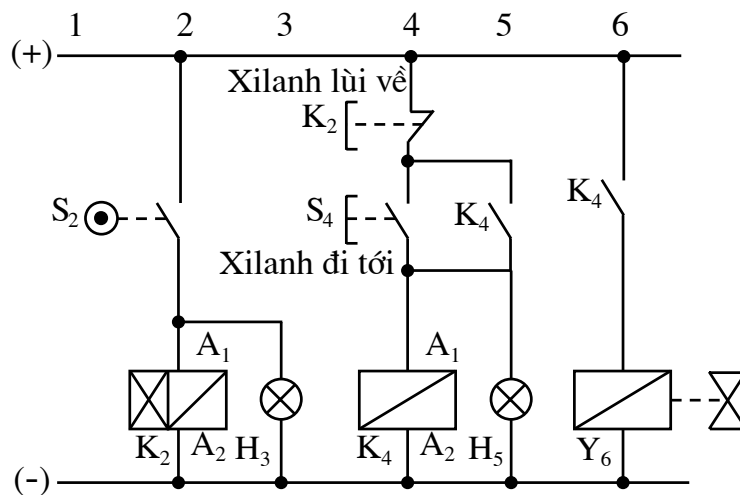 1 2 3 4 5 6
(+)
Xilanh lùi về
K₂
S₂ S₄ K₄ K₄
Xilanh đi tới
A₁ A₁
K₂ A₂ H₃ K₄ A₂ H₅ Y₆
(-)